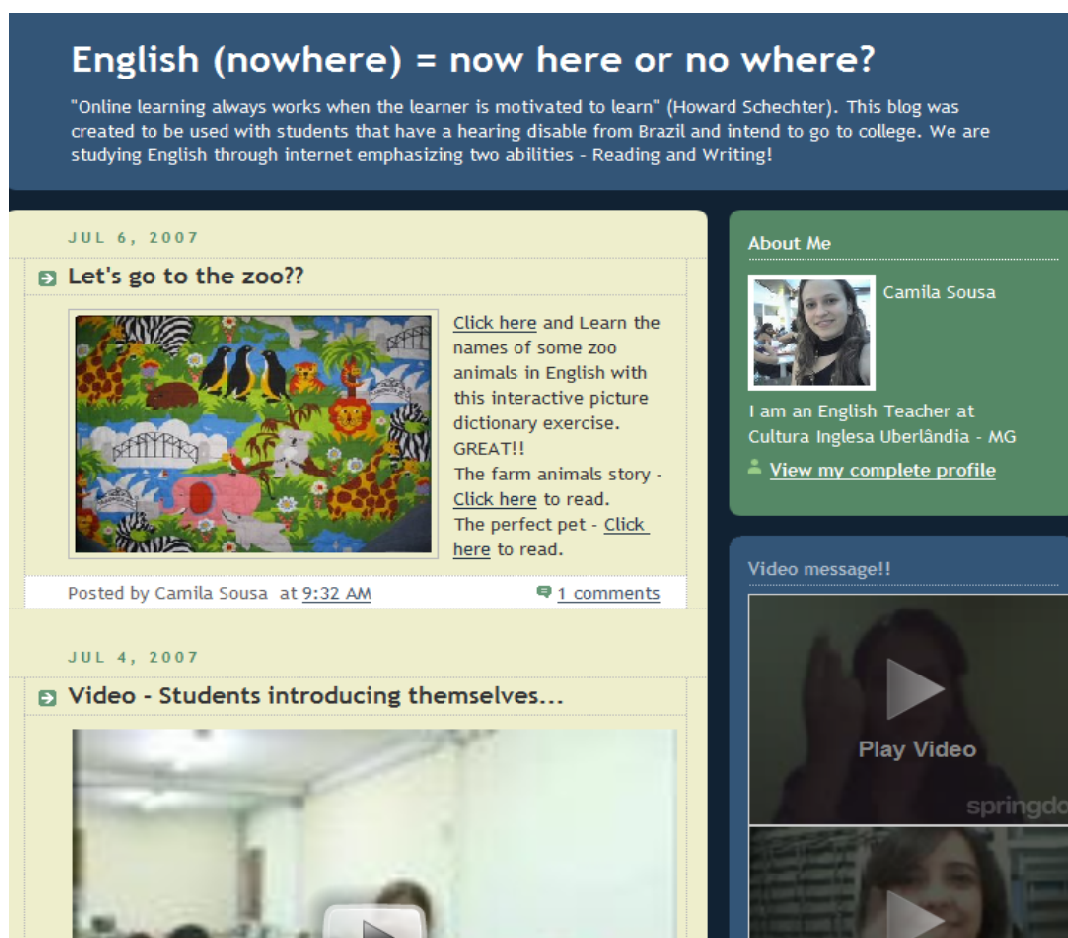 English (nowhere) = now here or no where?
"Online learning always works when the learner is motivated to learn" (Howard Schechter). This blog was
created to be used with students that have a hearing disable from Brazil and intend to go to college. We are
studying English through internet emphasizing two abilities - Reading and Writing!
JUL 6, 2007
Let's go to the zoo??
Click here and Learn the
names of some zoo
animals in English with
this interactive picture
dictionary exercise.
GREAT!!
The farm animals story -
Click here to read.
The perfect pet - Click
here to read.
Posted by Camila Sousa at 9:32 AM
1 comments
JUL 4, 2007
Video - Students introducing themselves...
About Me
Camila Sousa
I am an English Teacher at
Cultura Inglesa Uberlândia - MG
View my complete profile
Video message!!
Play Video
springdo